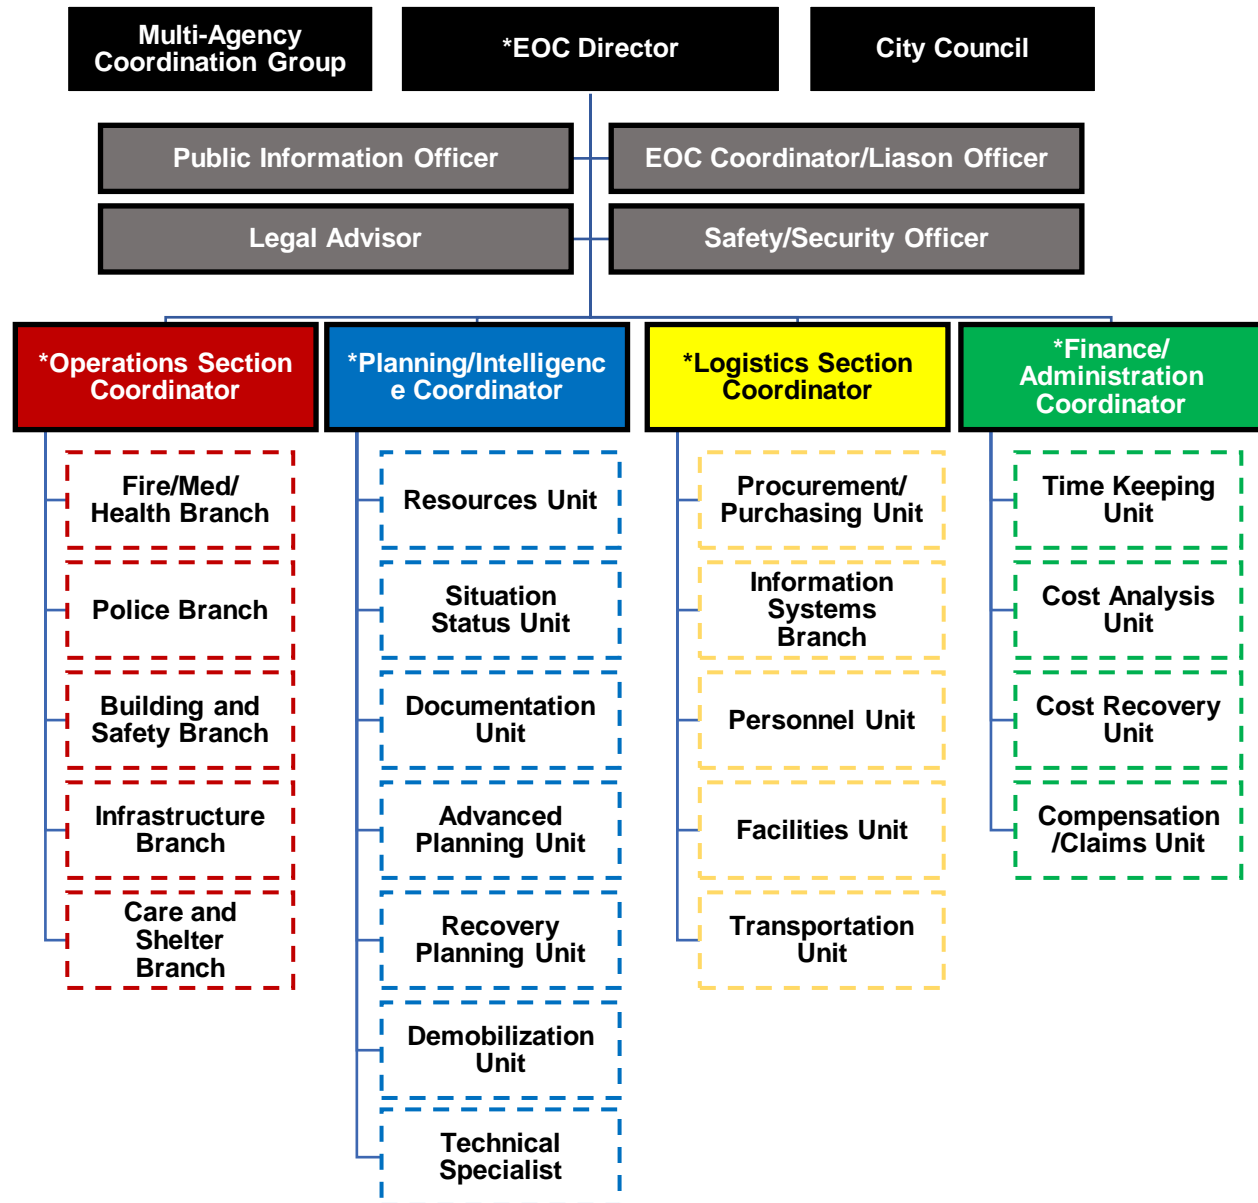 Multi-Agency
Coordination Group
*EOC Director
City Council
Public Information Officer
EOC Coordinator/Liason Officer
Legal Advisor
Safety/Security Officer
*Operations Section
Coordinator
*Planning/Intelligenc
e Coordinator
*Logistics Section
Coordinator
*Finance/
Administration
Coordinator
Fire/Med/
Health Branch
Police Branch
Building and
Safety Branch
Infrastructure
Branch
Care and
Shelter
Branch
Resources Unit
Situation
Status Unit
Documentation
Unit
Advanced
Planning Unit
Recovery
Planning Unit
Demobilization
Unit
Technical
Specialist
Procurement/
Purchasing Unit
Information
Systems
Branch
Personnel Unit
Facilities Unit
Transportation
Unit
Time Keeping
Unit
Cost Analysis
Unit
Cost Recovery
Unit
Compensation
/Claims Unit